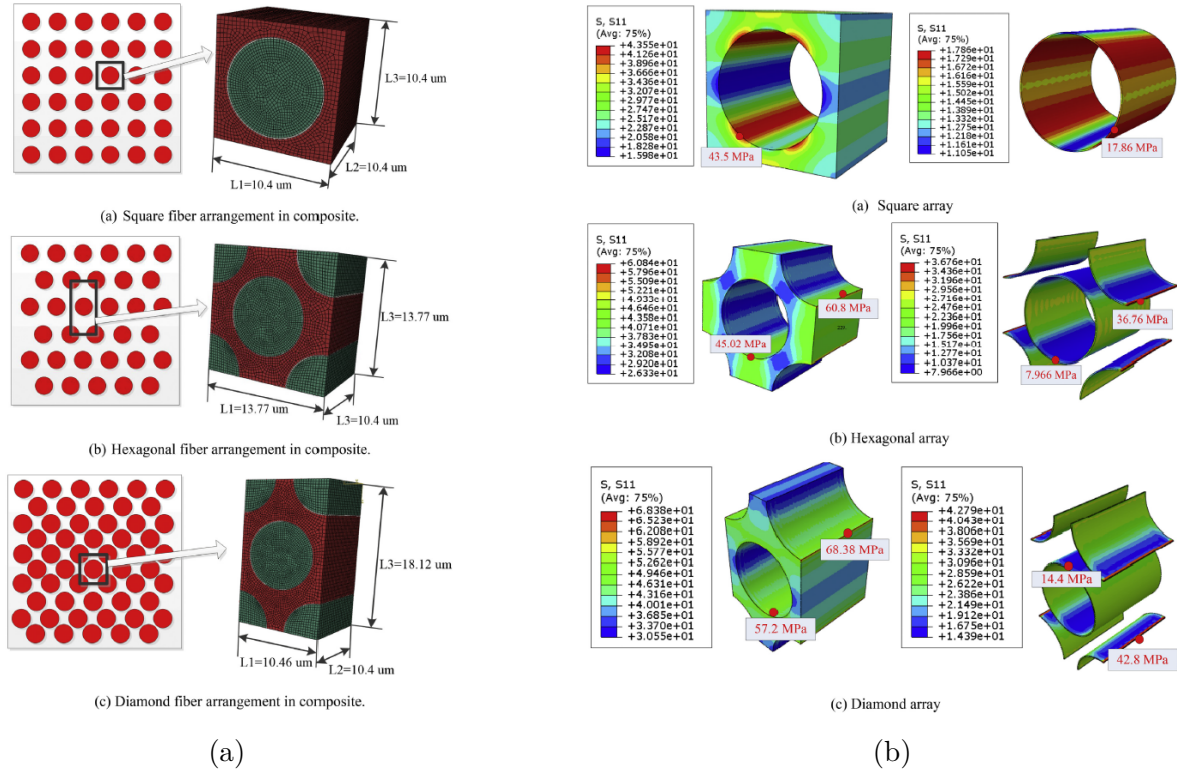 L3=10.4 um
L2=10.4 um
L1=10.4 um
(a) Square fiber arrangement in composite.
L3=13.77 um
L1=13.77 um
L3=10.4 um
(b) Hexagonal fiber arrangement in composite.
L3=18.12 um
L1=10.46 um
L2=10.4 um
(c) Diamond fiber arrangement in composite.
(a)
S, S11
(Avg: 75%)
+4.355e+01
+4.126e+01
+3.896e+01
+3.666e+01
+3.436e+01
+3.207e+01
+2.977e+01
+2.747e+01
+2.517e+01
+2.287e+01
+2.058e+01
+1.828e+01
+1.598e+01
43.5 MPa
S, S11
(Avg: 75%)
+1.786e+01
+1.729e+01
+1.672e+01
+1.616e+01
+1.559e+01
+1.502e+01
+1.445e+01
+1.389e+01
+1.332e+01
+1.275e+01
+1.218e+01
+1.161e+01
+1.105e+01
17.86 MPa
(a) Square array
S, S11
(Avg: 75%)
+6.084e+01
+5.796e+01
+5.509e+01
+5.221e+01
+4.933e+01
+4.646e+01
+4.358e+01
+4.071e+01
+3.783e+01
+3.495e+01
+3.208e+01
+2.920e+01
+2.633e+01
60.8 MPa
45.02 MPa
S, S11
(Avg: 75%)
+3.676e+01
+3.436e+01
+3.196e+01
+2.956e+01
+2.716e+01
+2.476e+01
+2.236e+01
+1.996e+01
+1.756e+01
+1.517e+01
+1.277e+01
+1.037e+01
+7.966e+00
36.76 MPa
7.966 MPa
(b) Hexagonal array
S, S11
(Avg: 75%)
+6.838e+01
+6.523e+01
+6.208e+01
+5.892e+01
+5.577e+01
+5.262e+01
+4.946e+01
+4.631e+01
+4.316e+01
+4.001e+01
+3.685e+01
+3.370e+01
+3.055e+01
68.38 MPa
57.2 MPa
S, S11
(Avg: 75%)
+4.279e+01
+4.043e+01
+3.806e+01
+3.569e+01
+3.332e+01
+3.096e+01
+2.859e+01
+2.622e+01
+2.386e+01
+2.149e+01
+1.912e+01
+1.675e+01
+1.439e+01
14.4 MPa
42.8 MPa
(c) Diamond array
(b)